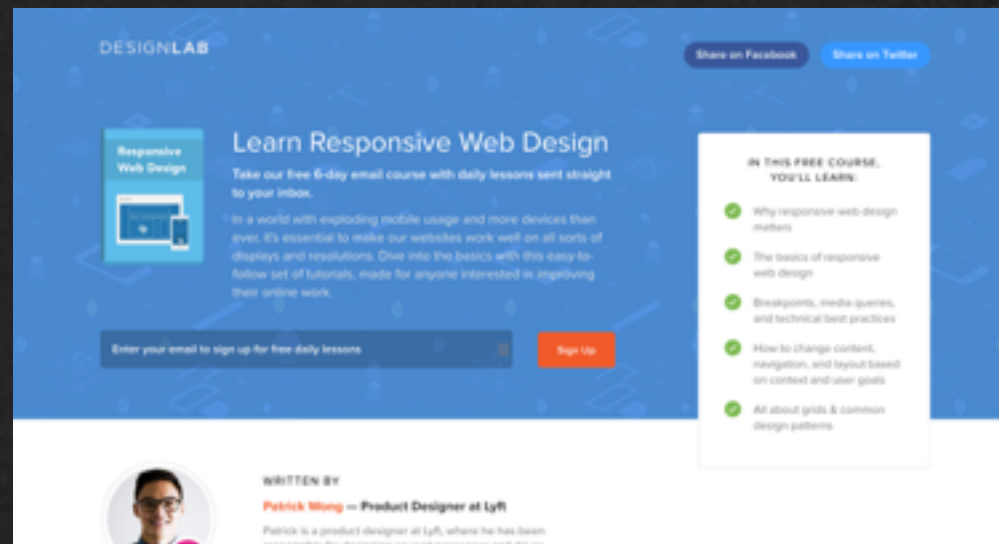 DESIGNLAB
Share on Facebook
Share on Twitter
Responsive
Web Design
Learn Responsive Web Design
Take our free 6-day email course with daily lessons sent straight
to your inbox.
In a world with exploding mobile usage and more devices than
ever, it's essential to make our websites work well on all sorts of
displays and resolutions. Dive into the basics with this easy-to-
follow set of tutorials, made for anyone interested in improving
their online work.
Enter your email to sign up for free daily lessons
Sign Up
IN THIS FREE COURSE,
YOU'LL LEARN:
Why responsive web design
matters
The basics of responsive
web design
Breakpoints, media queries,
and technical best practices
How to change content,
navigation, and layout based
on context and user goals
All about grids & common
design patterns
WRITTEN BY
Patrick Wong — Product Designer at Lyft
Patrick is a product designer at Lyft, where he has been